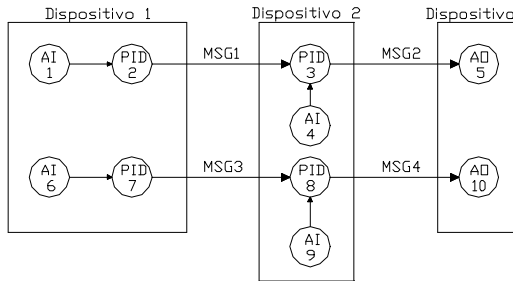 Dispositivo 1
Dispositivo 2
Dispositivo
AI
1
PID
2
MSG1
PID
3
MSG2
AO
5
AI
4
AI
6
PID
7
MSG3
PID
8
MSG4
AO
10
AI
9